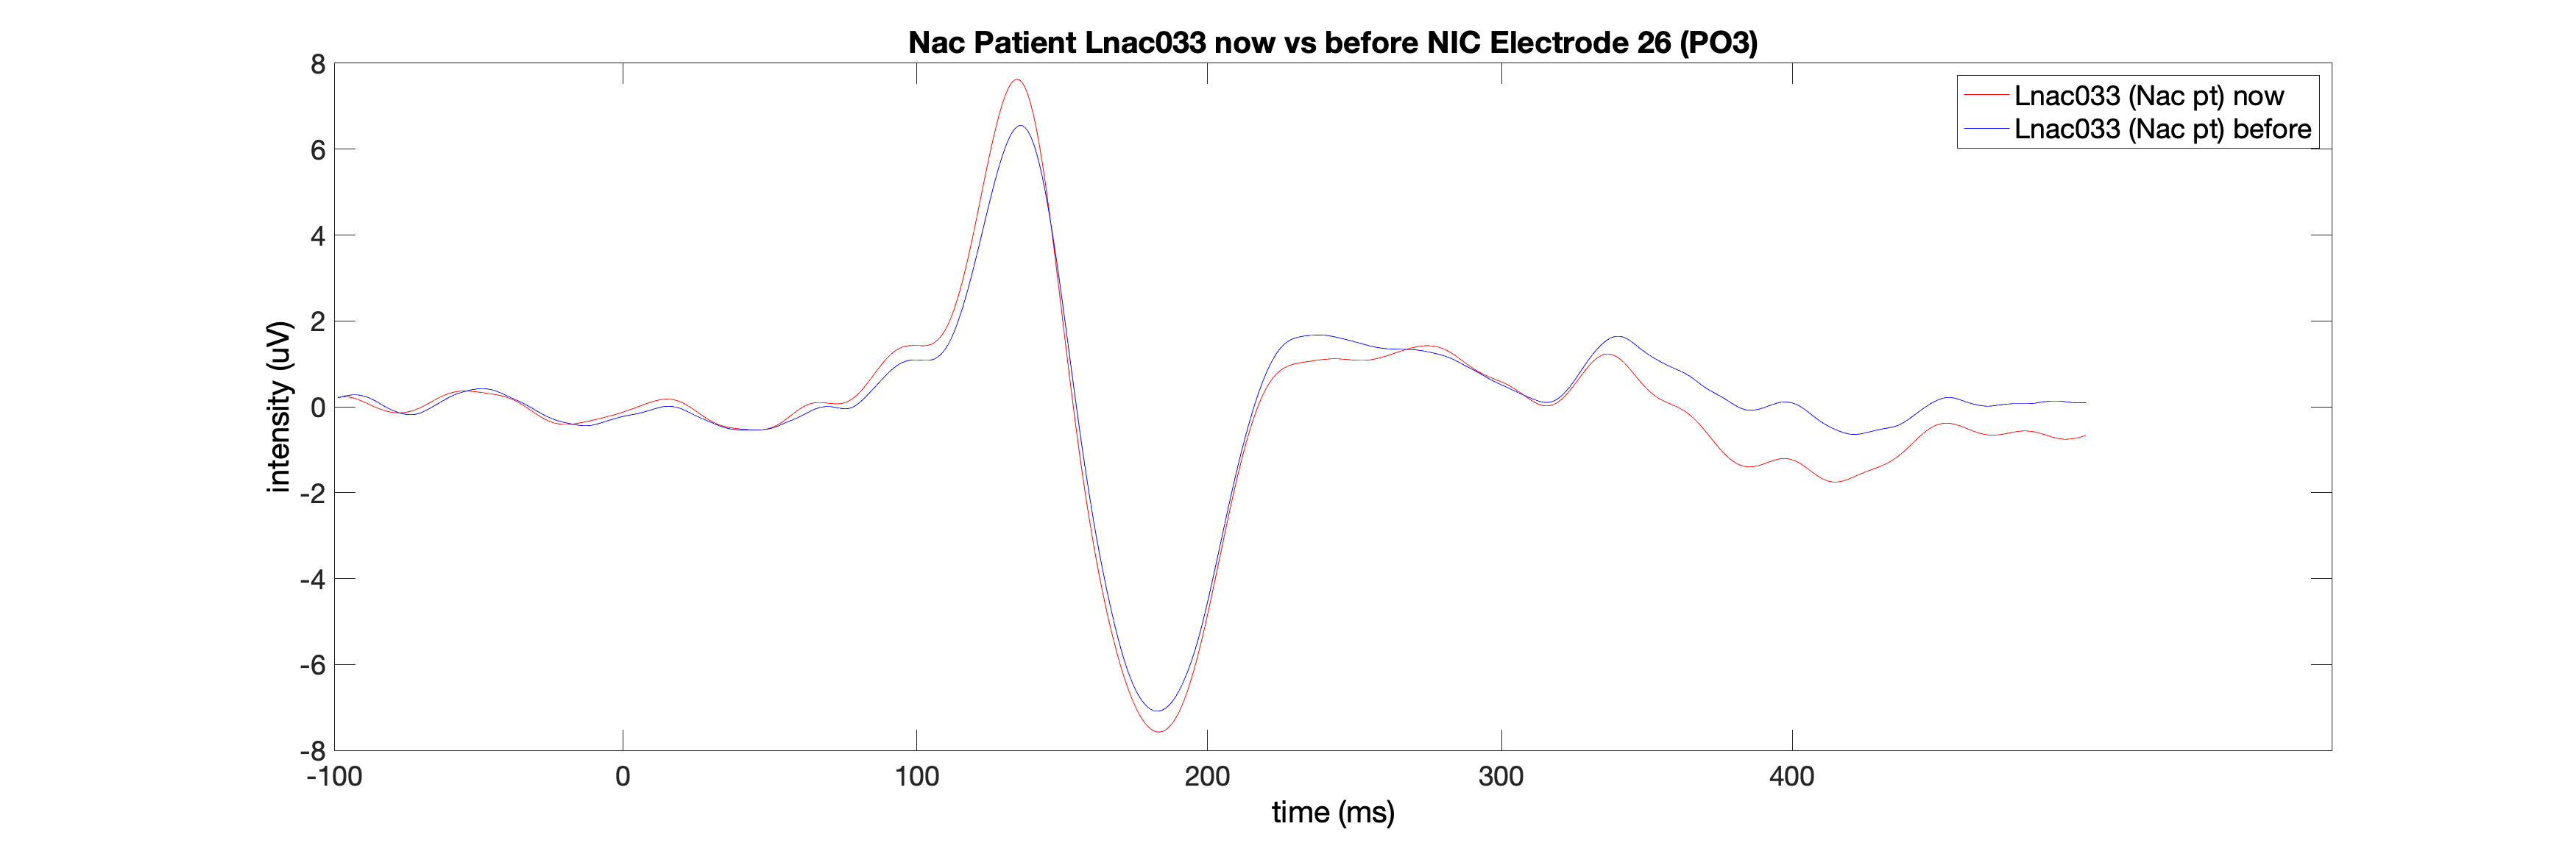 Nac Patient Lnac033 now vs before NIC Electrode 26 (PO3)
Lnac033 (Nac pt) now
Lnac033 (Nac pt) before
8
6
4
2
0
-2
-4
-6
-8
intensity (uV)
-100 0 100 200 300 400
time (ms)